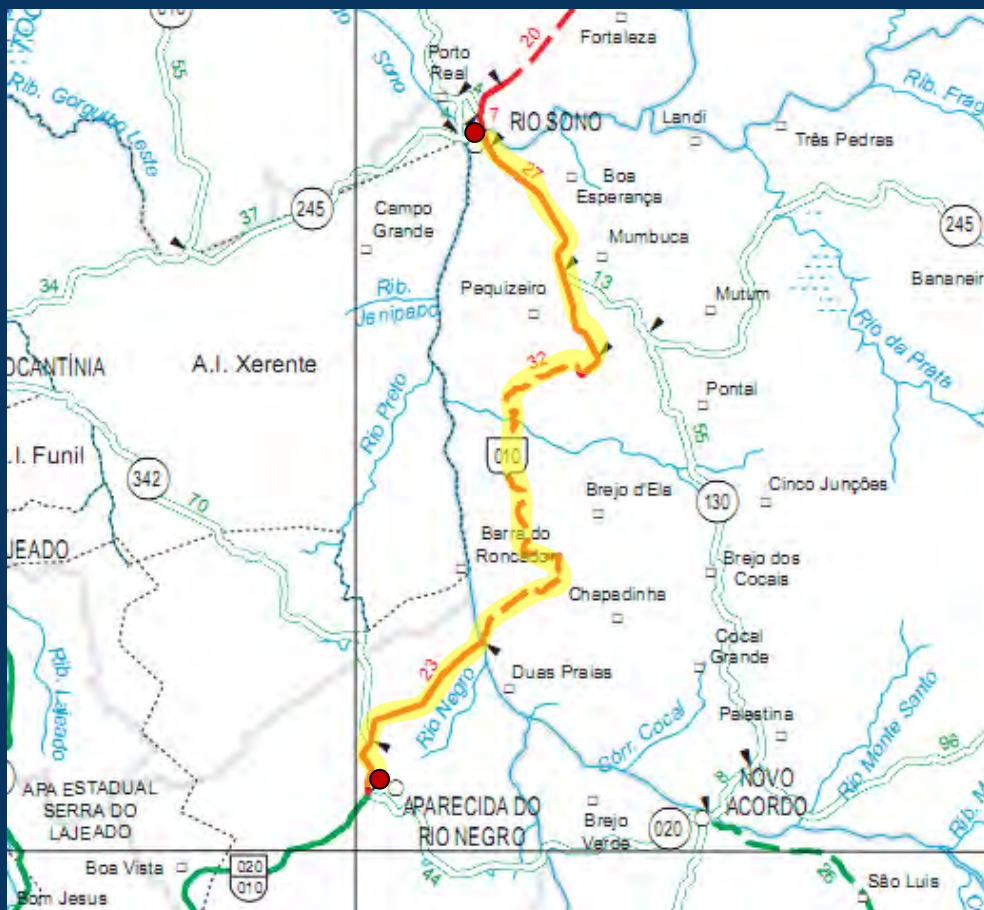 55
20
Fortaleza
Porto
Real
Sono
Rib. Gorgulho Leste
4
7
RIO SONO
Landi
Rib. Frag
Três Pedras
27
Boa
Esperança
245
37
Campo
Grande
245
Mumbuca
13
34
Rib.
Jenipapo
Pequizeiro
Mutum
Bananeir
Rio da Prata
OCANTÍNIA
A.I. Xerente
32
Rio Preto
Pontal
55
.I. Funil
010
342
70
Brejo d'Ela
130
Cinco Junções
JEADO
Barra do
Roncador
Brejo dos
Cocais
Chapadinha
Cocal
Grande
23
Duas Praias
Rib. Lajeado
Rio Negro
Córr. Cocal
Palestina
Rio Monte Santo
96
8
APA ESTADUAL
SERRA DO
LAJEADO
APARECIDA DO
RIO NEGRO
NOVO
ACORDO
Brejo
Verde
020
Rib. M
Boa Vista
020
010
44
26
São Luis
Bom Jesus